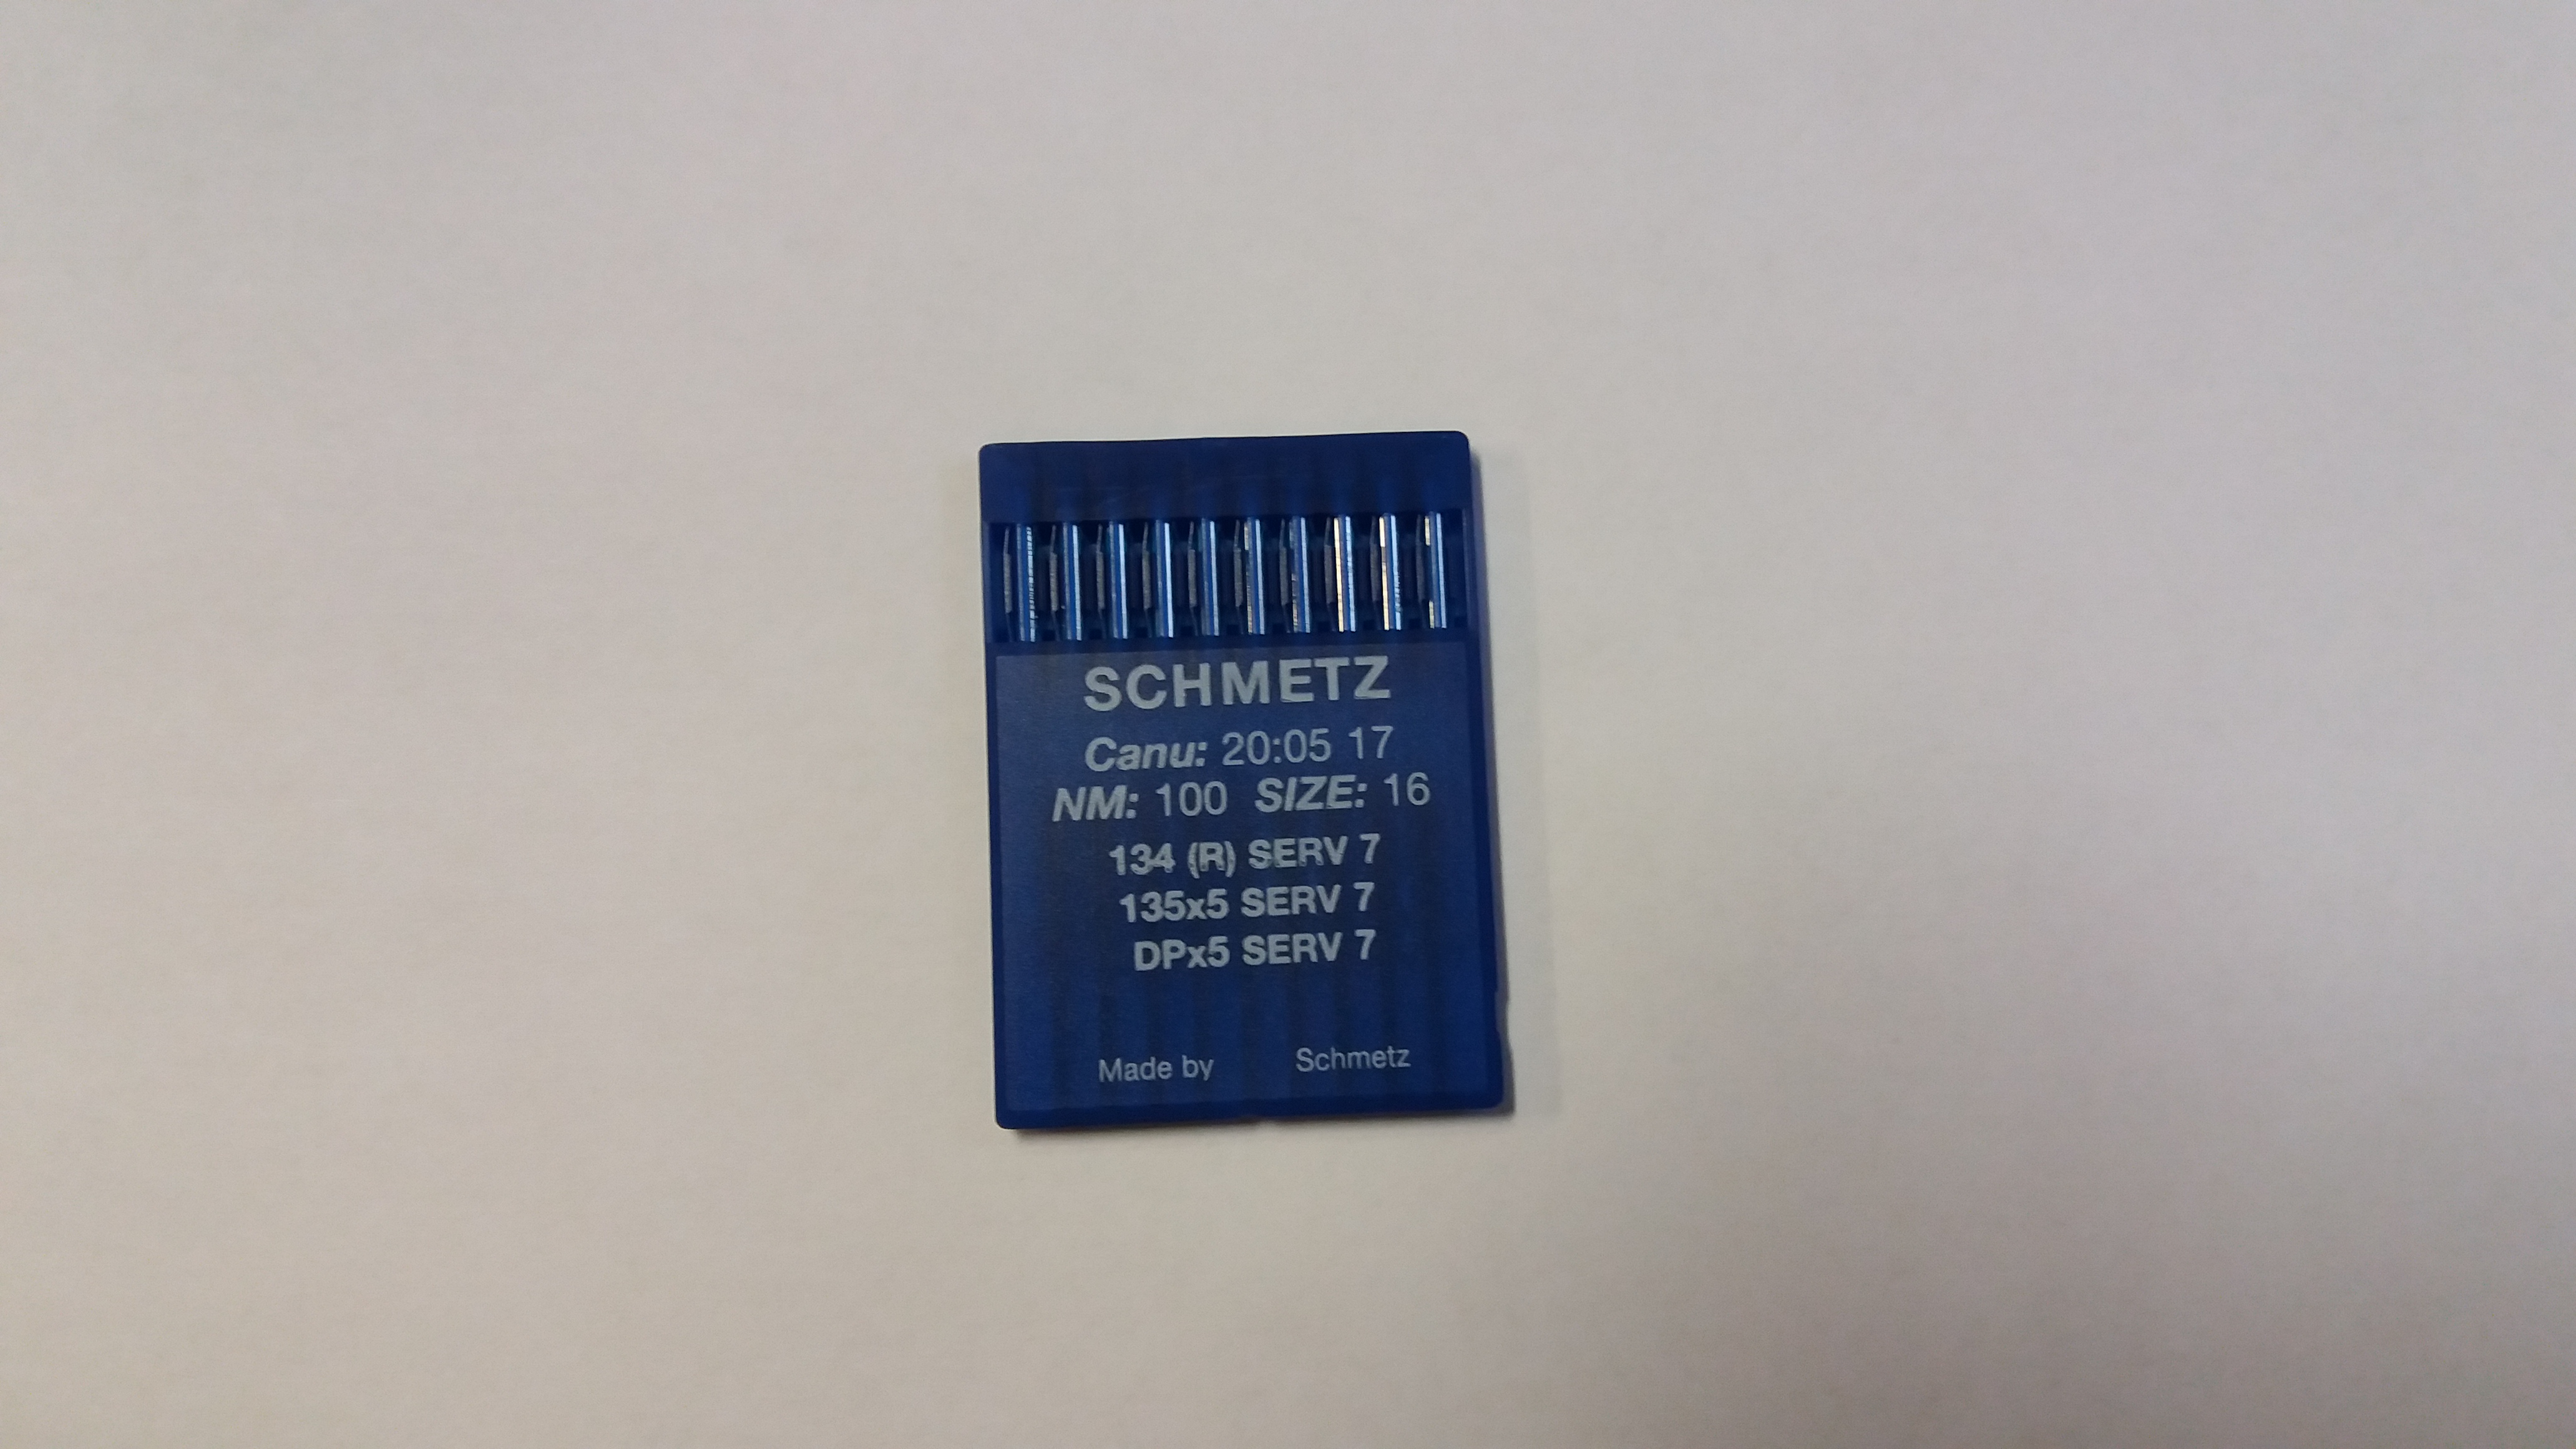 SCHMETZ
Canu: 20:05 17
NM: 100 SIZE: 16
134 (R) SERV 7
135x5 SERV 7
DPx5 SERV 7
Made by Schmetz